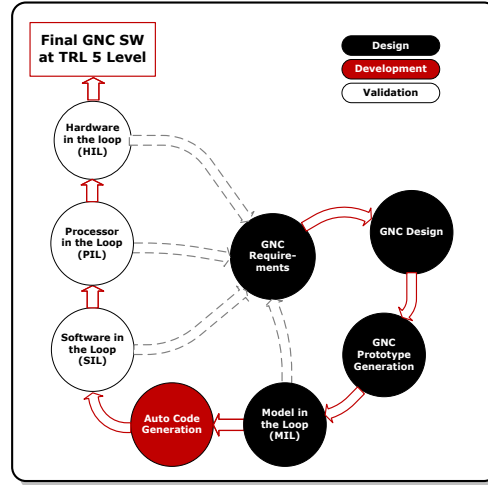 Final GNC SW
at TRL 5 Level
Design
Development
Validation
Hardware
in the loop
(HIL)
Processor
in the Loop
(PIL)
GNC
Require-
ments
GNC Design
Software in
the Loop
(SIL)
GNC
Prototype
Generation
Auto Code
Generation
Model in
the Loop
(MIL)